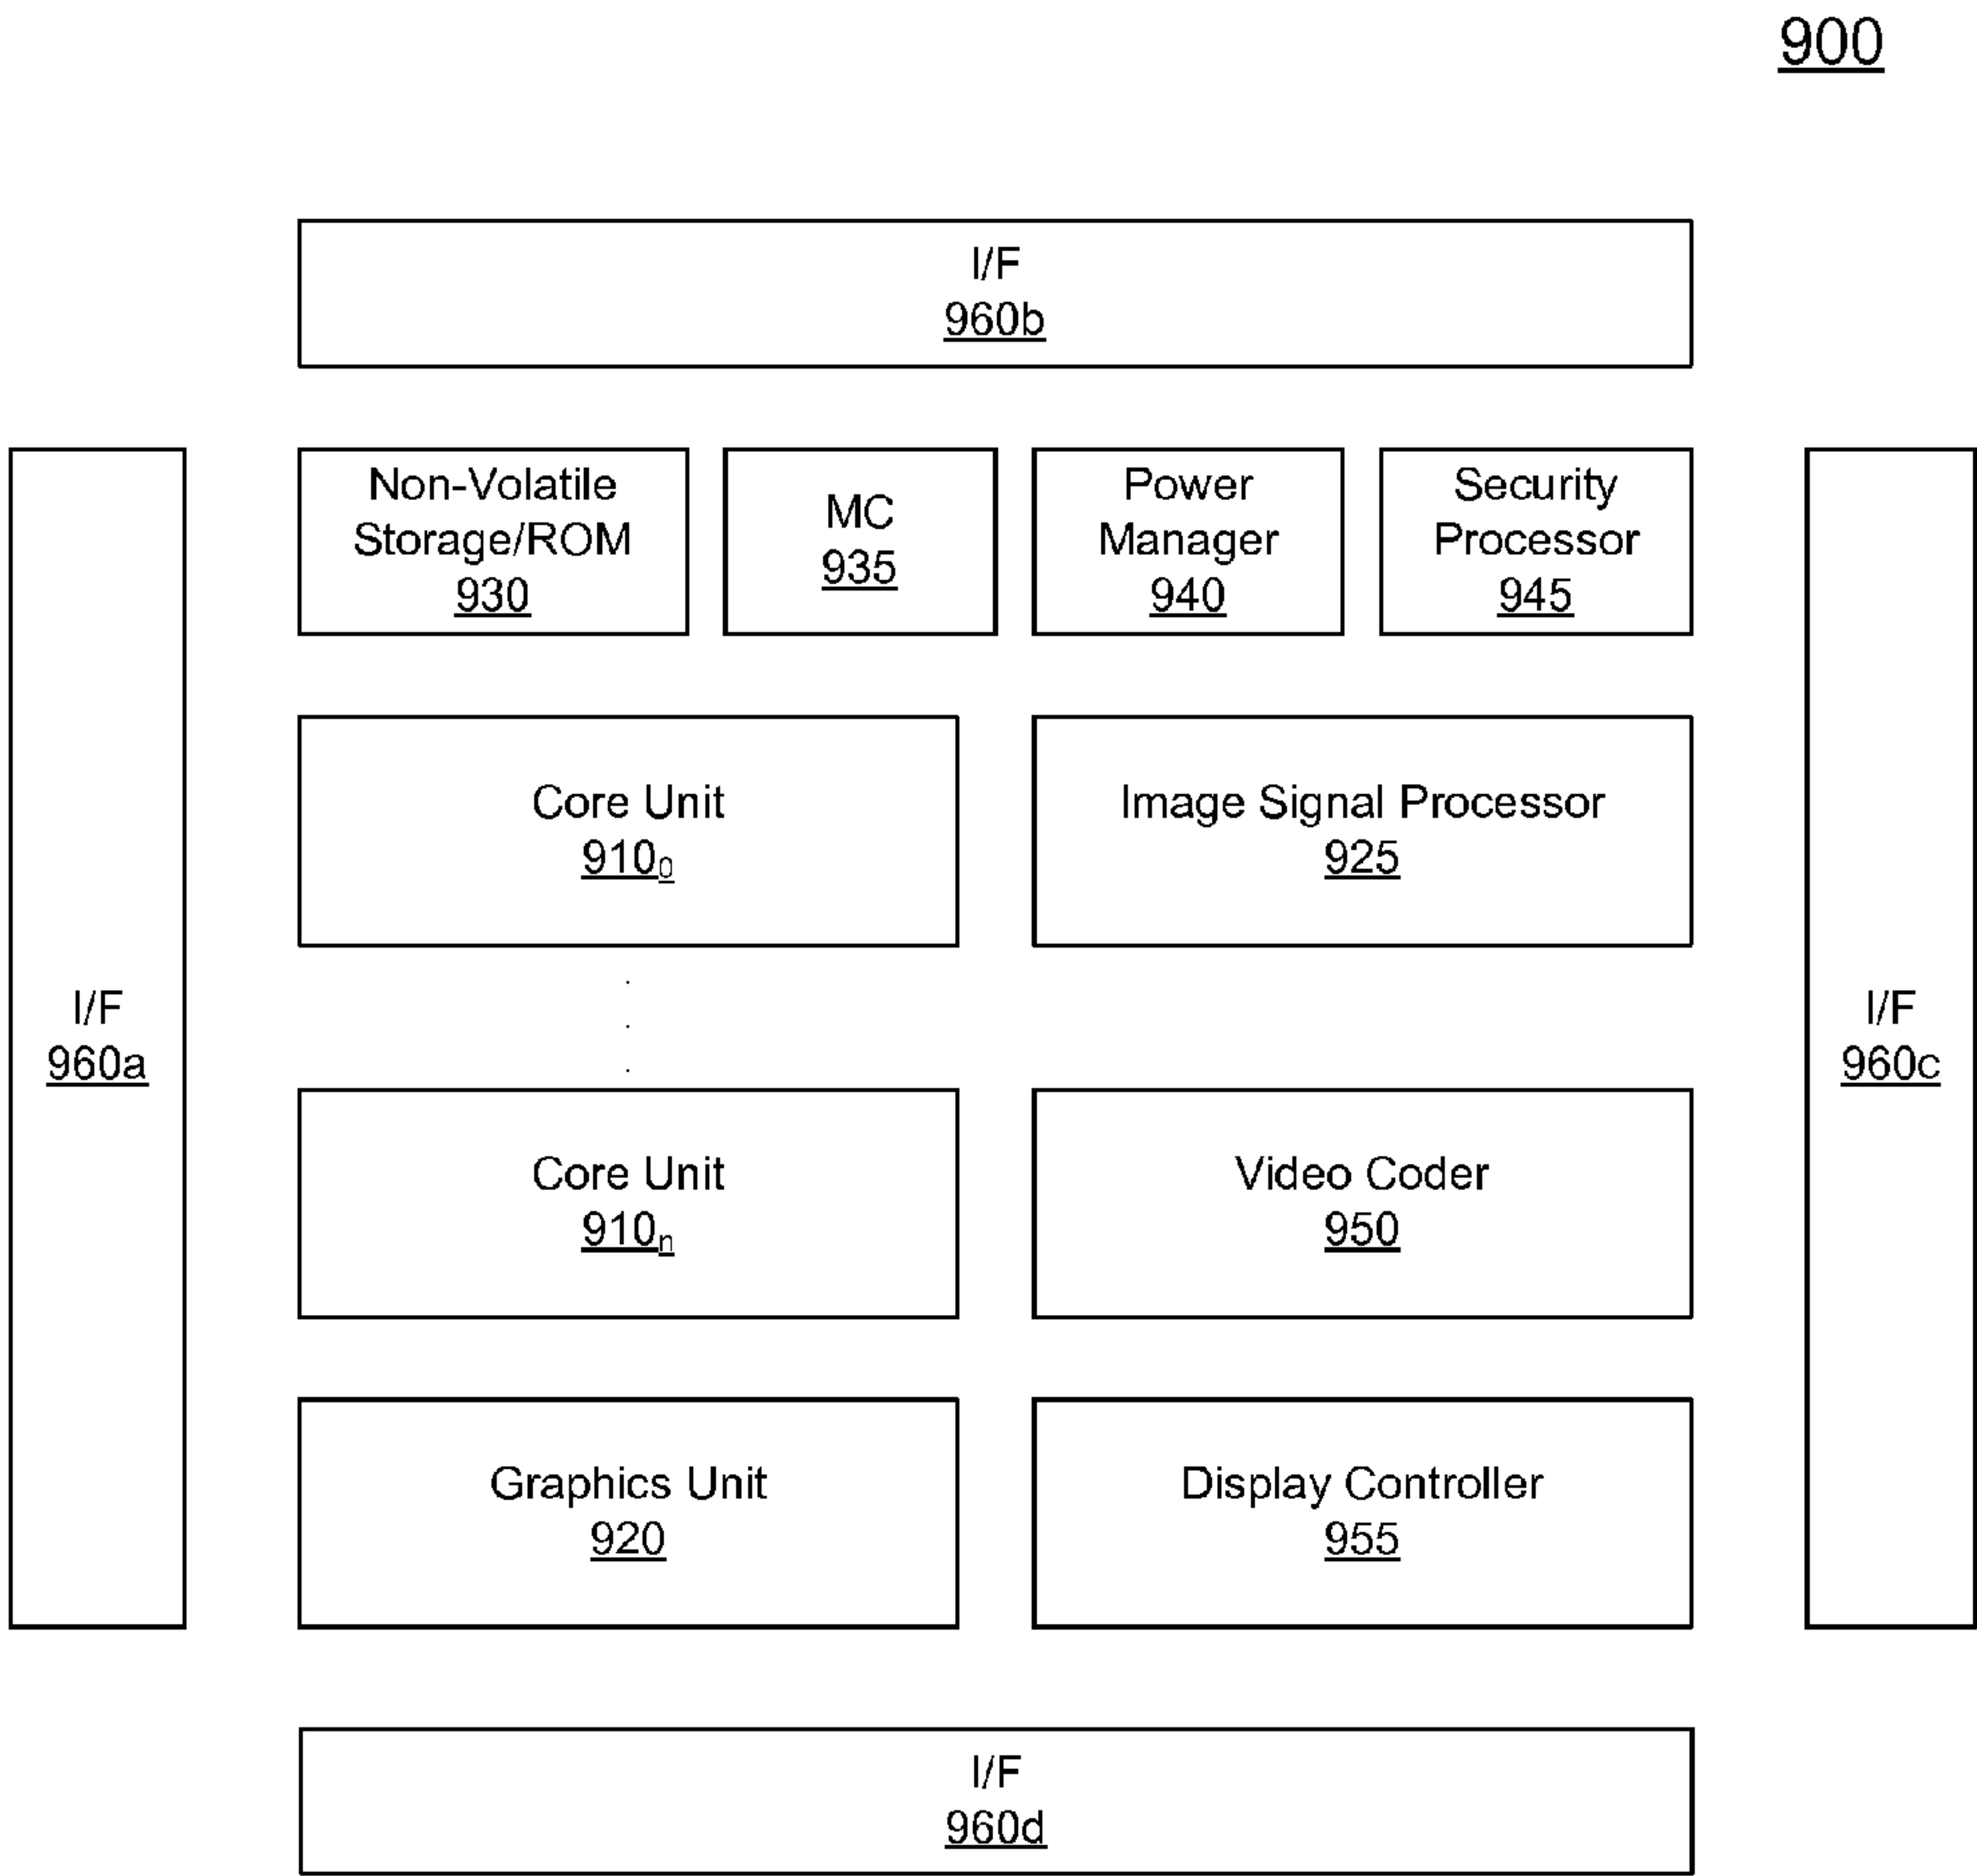 900
I/F
960b
Non-Volatile
Storage/ROM
930
MC
935
Power
Manager
940
Security
Processor
945
Core Unit
910₀
Image Signal Processor
925
I/F
960a
I/F
960c
Core Unit
910ₙ
Video Coder
950
Graphics Unit
920
Display Controller
955
I/F
960d